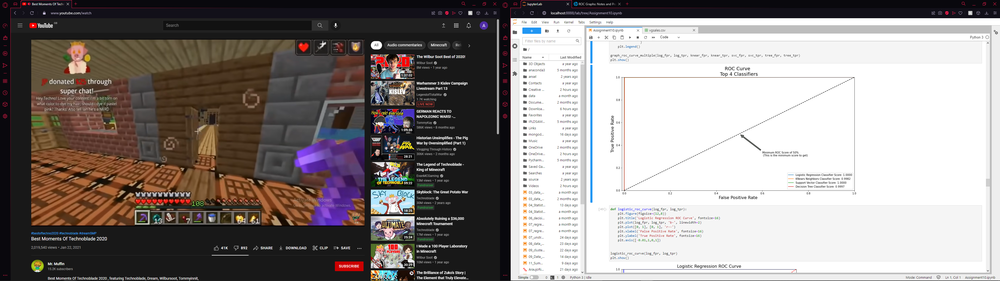 Best Moments Of Techn
www.youtube.com/watch
YouTube GB
Search
A
donated through
super chat!
Hey Techno! Love your content! I'm a bit torn on
what color to dye my hair; should I dye it pastel
pink? Thanks! Also tell Ian he's a NERD
108
13
7
64
61
Activate Windows
Go to Settings to activate Windows.
#bestoftechno2020 #technoblade #dreamSMP
Best Moments Of Technoblade 2020
2,019,540 views • Jan 22, 2021
41K
892
SHARE
DOWNLOAD
CLIP
SAVE
Mr. Muffin
15.2K subscribers
SUBSCRIBE
Best Moments Of Technoblade 2020 , featuring Technoblade, Dream, Wilbursoot, Tommyinnit,
All
Audio commentaries
Minecraft
Rel
2020
1:37:02
The Wilbur Soot Best of 2020!
Wilbur Soot
8M views • 1 year ago
KISLEV
Warhammer 3 Kislev Campaign
Livestream Part 13
LegendofTotalWar
1.7K watching
LIVE NOW
How I rekt everyone
1:09:55
GERMAN REACTS TO
NAPOLEONIC WARS! -...
TommyKay
586K views • 8 months ago
PIG
WAR
28:21
Historian Unsimplifies - The Pig
War by Oversimplified (Part 1)
Vlogging Through History
306K views • 2 months ago
THE LEGEND
OF TECHNOBLA
59:22
The Legend of Technoblade -
King of Minecraft
EvanMCGaming
13M views • 1 year ago
Fundraiser
SKY BLOCK
18:25
Skyblock: The Great Potato War
Technoblade
30M views • 2 years ago
Fundraiser
MINECRAFT
ULTIMATE
25:24
Absolutely Ruining a $36,000
Minecraft Tournament
Technoblade
17M views • 1 year ago
Fundraiser
100
PLAYERS
30:29
I Made a 100 Player Laboratory
in Minecraft
Wilbur Soot
10M views • 1 year ago
Zuko's
The Brilliance of Zuko's Story |
The Element that Truly Elevate...
JupyterLab
ROC Graphs: Notes and Pra
localhost:8888/lab/tree/Assignment10.ipynb
File Edit View Run Kernel Tabs Settings Help
Filter files by name
/
Name Last Modified
3D Objects a year ago
anaconda3 5 months ago
ansel 2 years ago
Contacts a year ago
Creative ... 2 hours ago
data a month ago
Docume... 2 months ago
Downloa... 6 hours ago
Favorites a year ago
IPLDSAM... 5 months ago
Links a year ago
mongod... 16 days ago
Music a year ago
OneDrive 2 months ago
OneDrive... 2 hours ago
Pycharm... 5 months ago
Saved Ga... a year ago
Searches a year ago
source 2 years ago
Videos 2 hours ago
03_data_... a month ago
03_data_... 2 months ago
04_Statist... 13 days ago
04_Statist... a month ago
06_decisi... a month ago
07_regre... a month ago
07_regre... a month ago
07_unstr... 24 days ago
08_data_... 23 days ago
09_cluste... 22 days ago
09_Data_... 14 days ago
11_Sum... 9 days ago
AraujoRi... 21 days ago
Assignment10.ipynb
vgsales.csv
Code
Python 3
)
plt.legend()
graph_roc_curve_multiple(log_fpr, log_tpr, knear_fpr, knear_tpr, svc_fpr, svc_tpr, tree_fpr, tree_tpr)
plt.show()
ROC Curve
Top 4 Classifiers
1.0
0.8
0.6
0.4
0.2
0.0
True Positive Rate
Minimum ROC Score of 50%
(This is the minimum score to get)
Logistic Regression Classifier Score: 1.0000
KNears Neighbors Classifier Score: 0.9982
Support Vector Classifier Score: 1.0000
Decision Tree Classifier Score: 0.9997
0.0 0.2 0.4 0.6 0.8 1.0
False Positive Rate
[49]: def logistic_roc_curve(log_fpr, log_tpr):
plt.figure(figsize=(12,8))
plt.title('Logistic Regression ROC Curve', fontsize=16)
plt.plot(log_fpr, log_tpr, 'b-', linewidth=2)
plt.plot([0, 1], [0, 1], 'r--')
plt.xlabel('False Positive Rate', fontsize=16)
plt.ylabel('True Positive Rate', fontsize=16)
plt.axis([-0.01,1,0,1])
logistic_roc_curve(log_fpr, log_tpr)
plt.show()
Logistic Regression ROC Curve
1.0
Simple 0 1 Python 3 | Idle
Mode: Command Ln 1, Col 1 Assignment10.ipynb